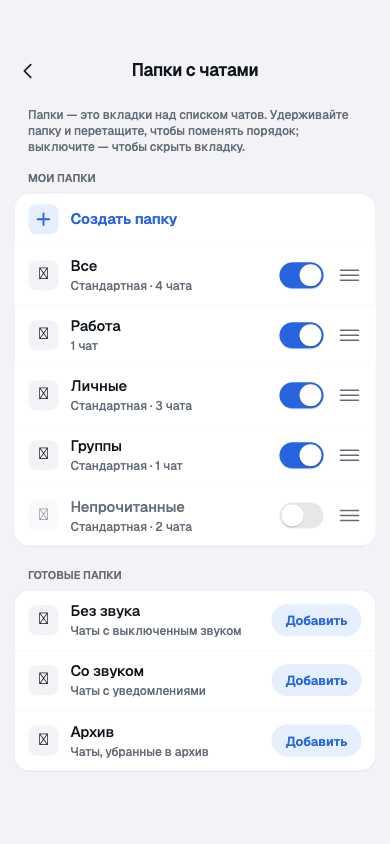 Папки с чатами
Папки — это вкладки над списком чатов. Удерживайте
папку и перетащите, чтобы поменять порядок;
выключите — чтобы скрыть вкладку.
МОИ ПАПКИ
Создать папку
Все
Стандартная · 4 чата
Работа
1 чат
Личные
Стандартная · 3 чата
Группы
Стандартная · 1 чат
Непрочитанные
Стандартная · 2 чата
ГОТОВЫЕ ПАПКИ
Без звука
Чаты с выключенным звуком
Добавить
Со звуком
Чаты с уведомлениями
Добавить
Архив
Чаты, убранные в архив
Добавить